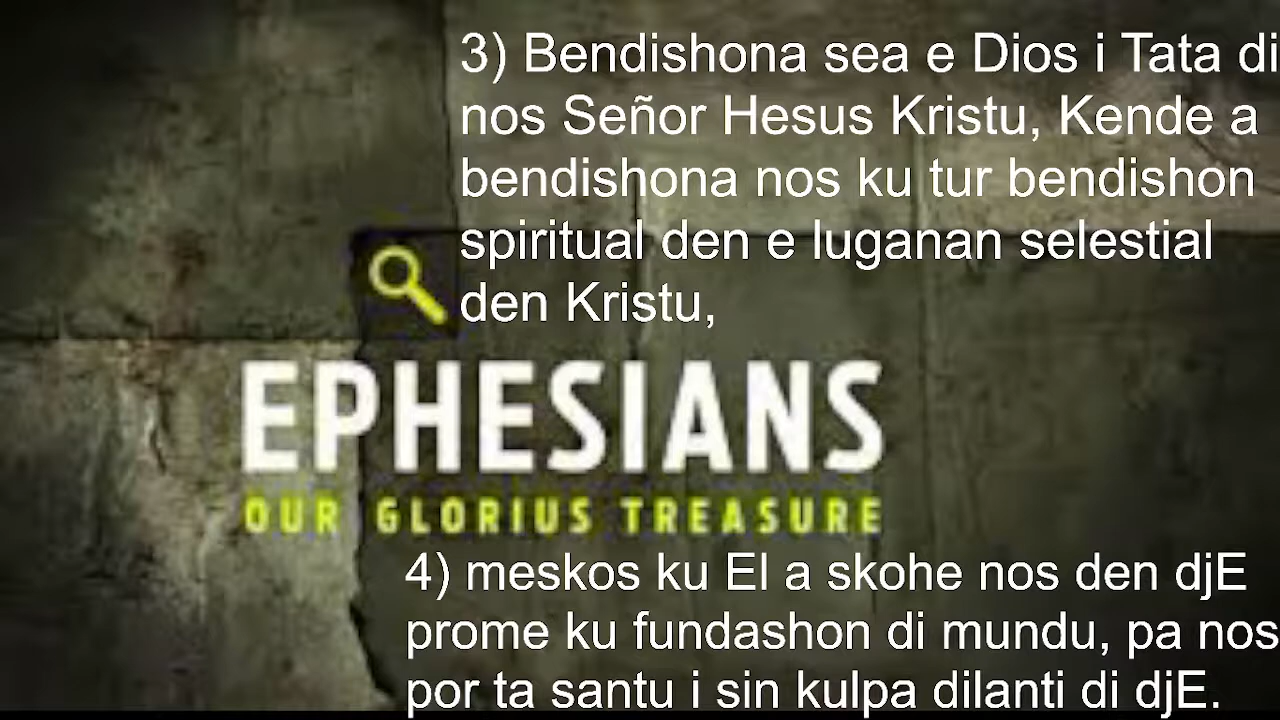 3) Bendishona sea e Dios i Tata di
nos Señor Hesus Kristu, Kende a
bendishona nos ku tur bendishon
spiritual den e luganan selestial
den Kristu,
EPHESIANS
OUR GLORIUS TREASURE
4) meskos ku El a skohe nos den djE
prome ku fundashon di mundu, pa nos
por ta santu i sin kulpa dilanti di djE.